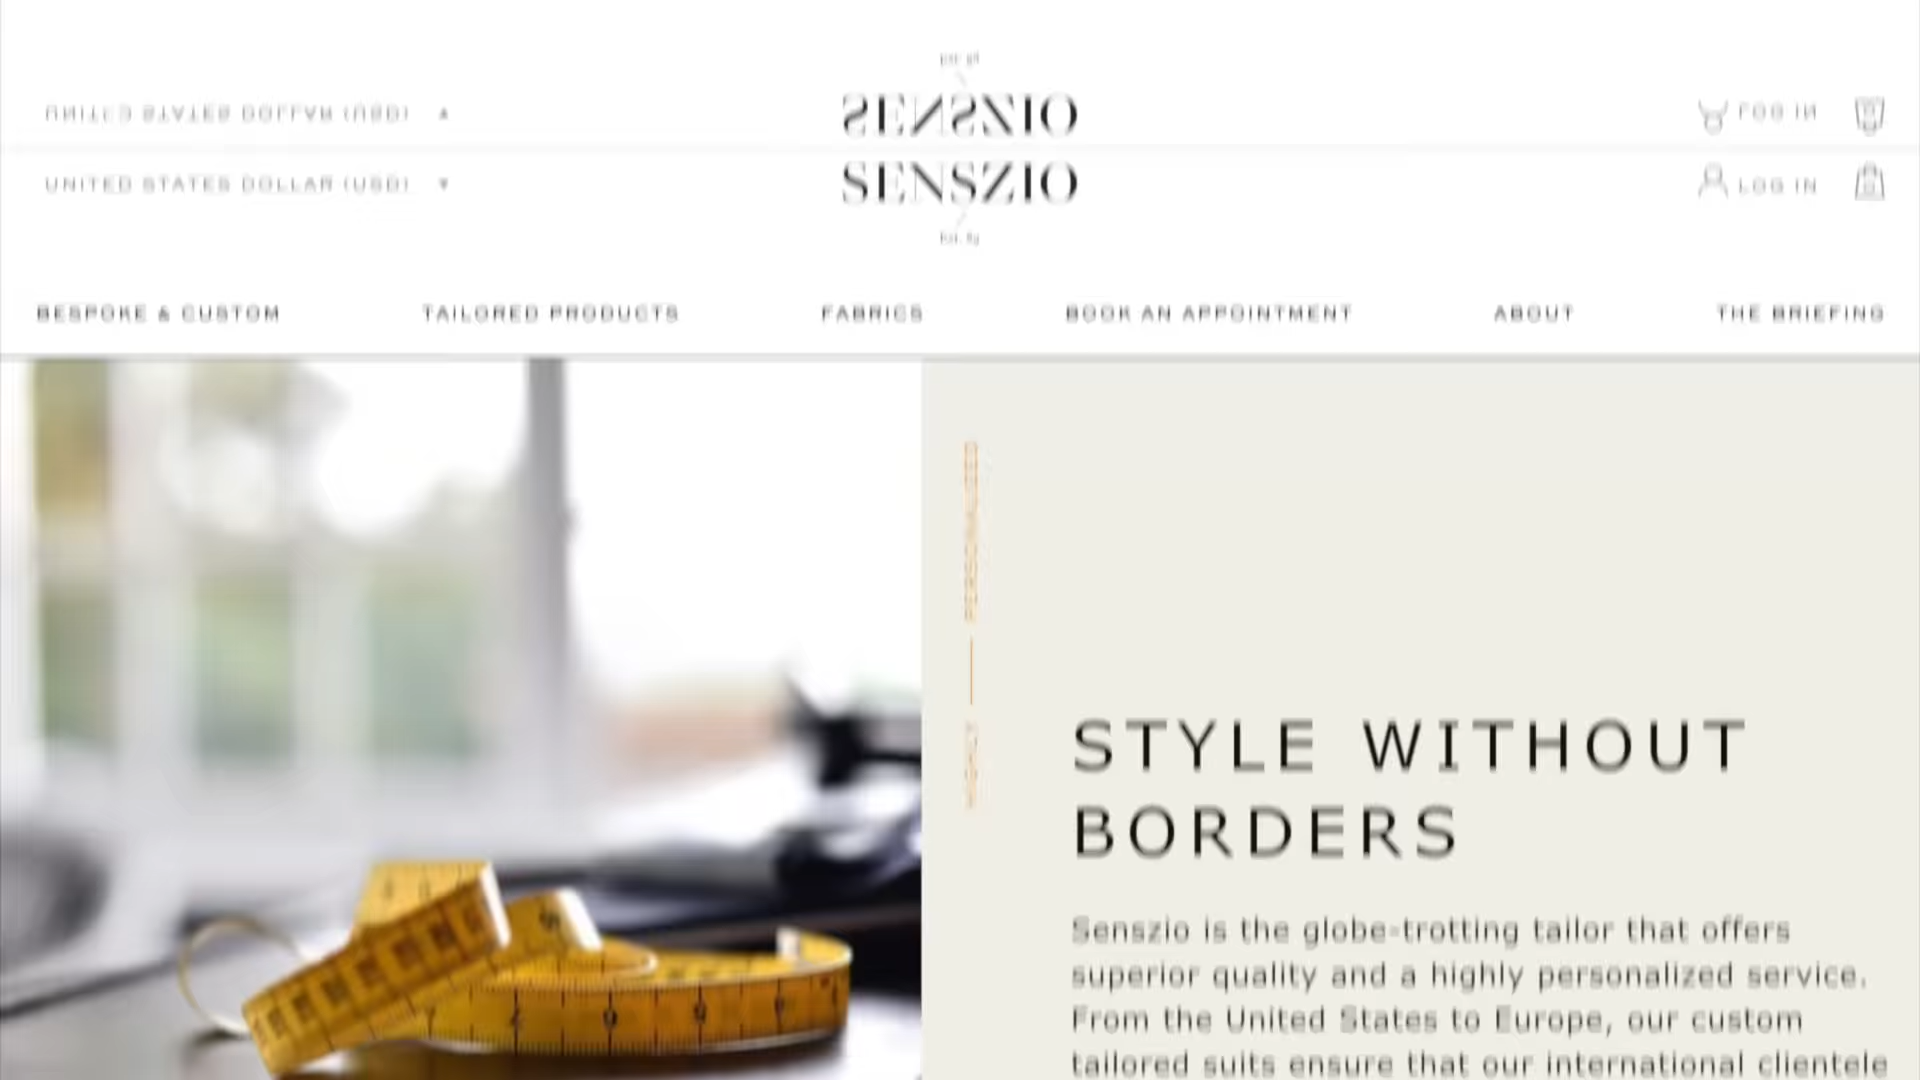 UNITED STATES DOLLAR (USD)
SENSZIO
LOG IN
BESPOKE & CUSTOM
TAILORED PRODUCTS
FABRICS
BOOK AN APPOINTMENT
ABOUT
THE BRIEFING
PERSONALIZED
STYLE WITHOUT
BORDERS
Senszio is the globe-trotting tailor that offers
superior quality and a highly personalized service.
From the United States to Europe, our custom
tailored suits ensure that our international clientele